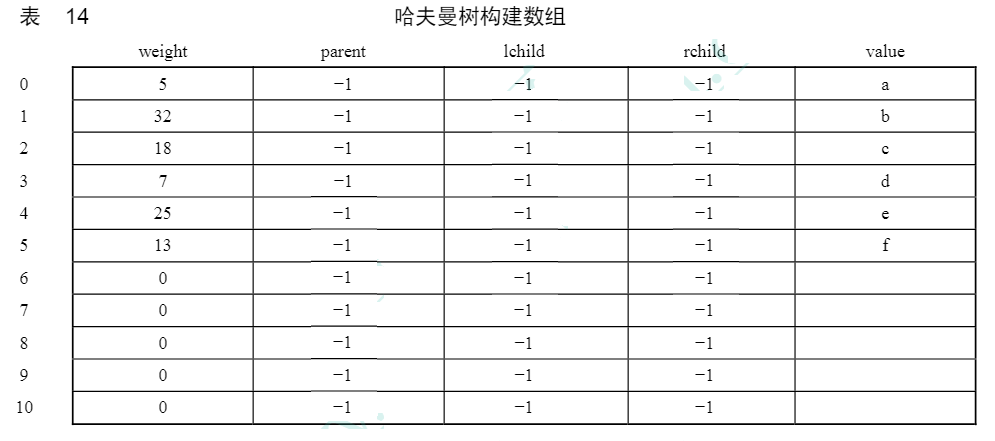 表 14 哈夫曼树构建数组
weight parent lchild rchild value
0 5 −1 −1 −1 a
1 32 −1 −1 −1 b
2 18 −1 −1 −1 c
3 7 −1 −1 −1 d
4 25 −1 −1 −1 e
5 13 −1 −1 −1 f
6 0 −1 −1 −1
7 0 −1 −1 −1
8 0 −1 −1 −1
9 0 −1 −1 −1
10 0 −1 −1 −1